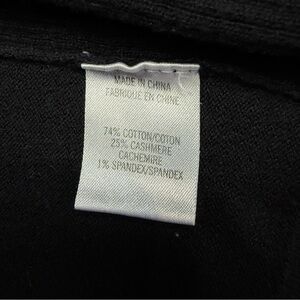 MADE IN CHINA
FABRIQUÉ EN CHINE
74% COTTON/COTON
25% CASHMERE
CACHEMIRE
1% SPANDEX/SPANDEX